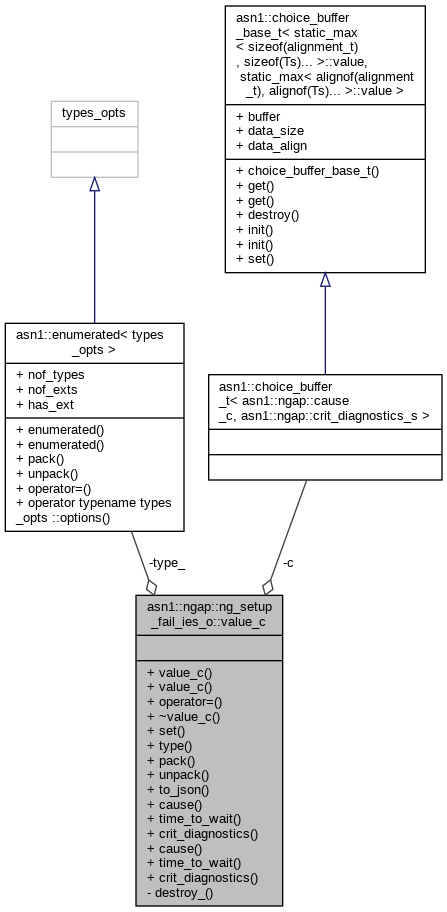 asn1::choice_buffer
_base_t< static_max
< sizeof(alignment_t)
, sizeof(Ts)... >::value,
static_max< alignof(alignment
_t), alignof(Ts)... >::value >
+ buffer
+ data_size
+ data_align
+ choice_buffer_base_t()
+ get()
+ get()
+ destroy()
+ init()
+ init()
+ set()
types_opts
asn1::enumerated< types
_opts >
+ nof_types
+ nof_exts
+ has_ext
+ enumerated()
+ enumerated()
+ pack()
+ unpack()
+ operator=()
+ operator typename types
_opts ::options()
asn1::choice_buffer
_t< asn1::ngap::cause
_c, asn1::ngap::crit_diagnostics_s >
-type_
-c
asn1::ngap::ng_setup
_fail_ies_o::value_c
+ value_c()
+ value_c()
+ operator=()
+ ~value_c()
+ set()
+ type()
+ pack()
+ unpack()
+ to_json()
+ cause()
+ time_to_wait()
+ crit_diagnostics()
+ cause()
+ time_to_wait()
+ crit_diagnostics()
- destroy_()